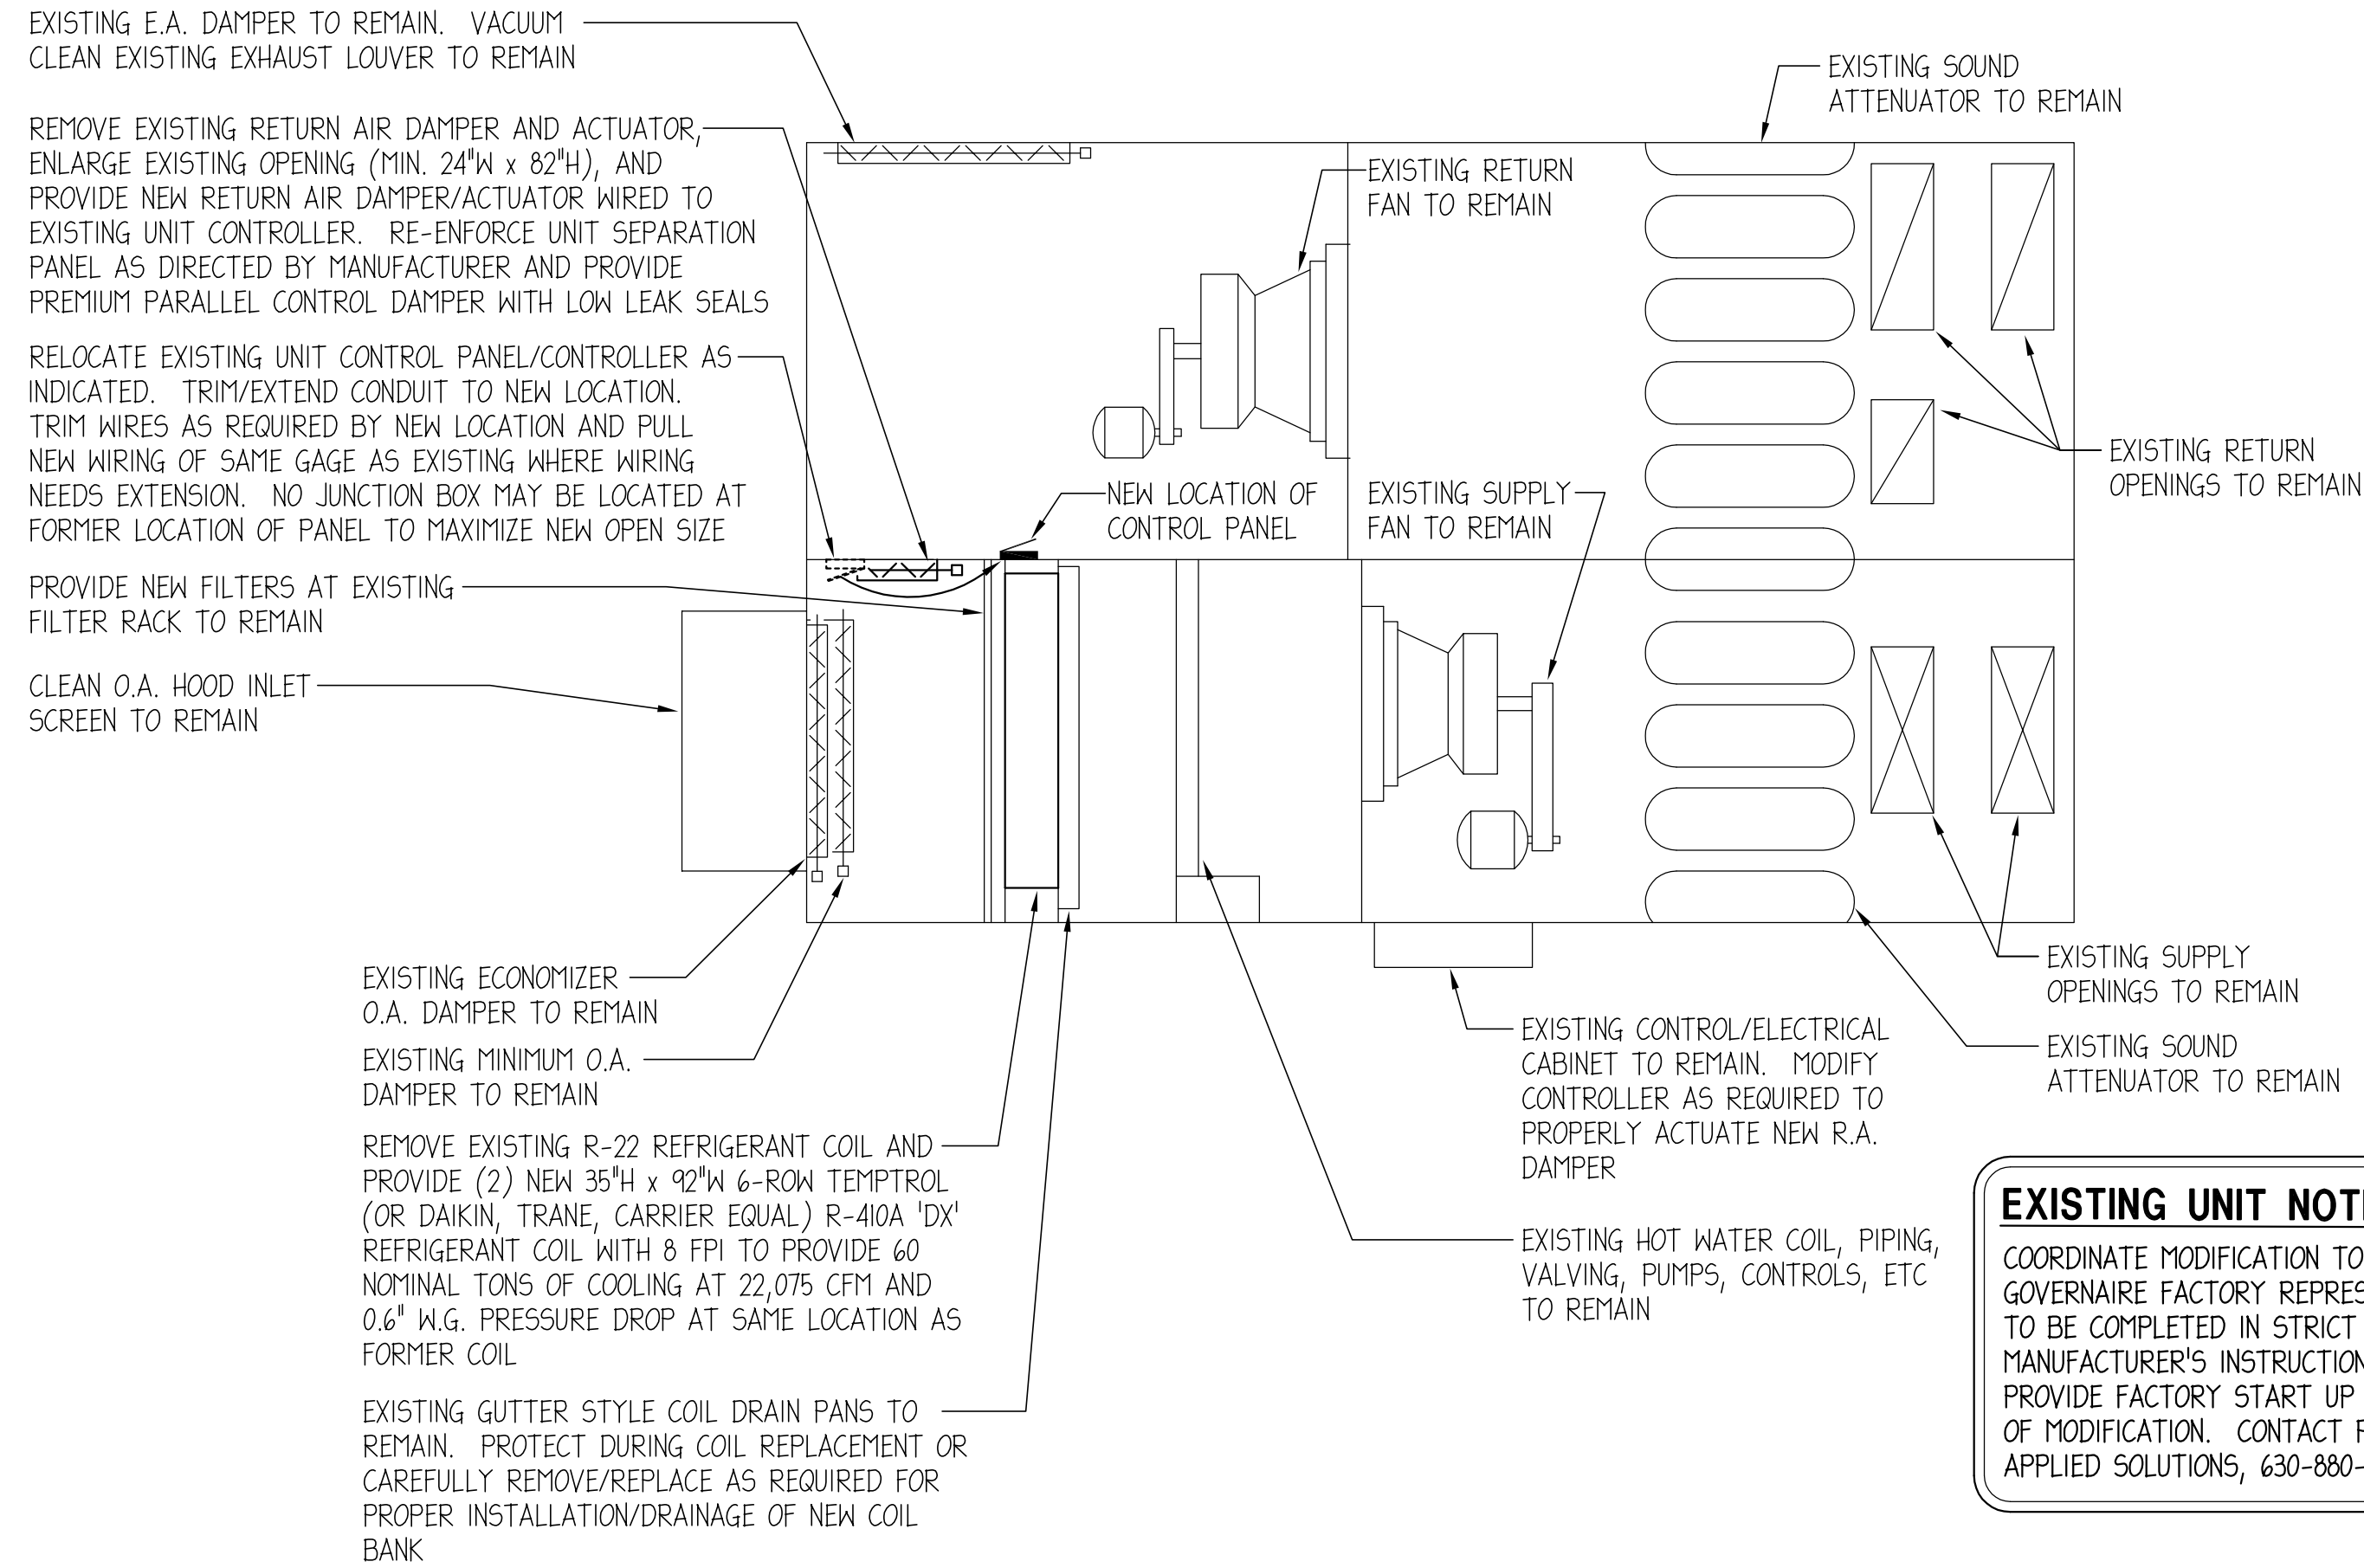 EXISTING E.A. DAMPER TO REMAIN. VACUUM
CLEAN EXISTING EXHAUST LOUVER TO REMAIN
REMOVE EXISTING RETURN AIR DAMPER AND ACTUATOR,
ENLARGE EXISTING OPENING (MIN. 24"W x 82"H), AND
PROVIDE NEW RETURN AIR DAMPER/ACTUATOR WIRED TO
EXISTING UNIT CONTROLLER. RE-ENFORCE UNIT SEPARATION
PANEL AS DIRECTED BY MANUFACTURER AND PROVIDE
PREMIUM PARALLEL CONTROL DAMPER WITH LOW LEAK SEALS
RELOCATE EXISTING UNIT CONTROL PANEL/CONTROLLER AS
INDICATED. TRIM/EXTEND CONDUIT TO NEW LOCATION.
TRIM WIRES AS REQUIRED BY NEW LOCATION AND PULL
NEW WIRING OF SAME GAGE AS EXISTING WHERE WIRING
NEEDS EXTENSION. NO JUNCTION BOX MAY BE LOCATED AT
FORMER LOCATION OF PANEL TO MAXIMIZE NEW OPEN SIZE
PROVIDE NEW FILTERS AT EXISTING
FILTER RACK TO REMAIN
CLEAN O.A. HOOD INLET
SCREEN TO REMAIN
EXISTING SOUND
ATTENUATOR TO REMAIN
EXISTING RETURN
FAN TO REMAIN
NEW LOCATION OF
CONTROL PANEL
EXISTING SUPPLY
FAN TO REMAIN
EXISTING RETURN
OPENINGS TO REMAIN
EXISTING ECONOMIZER
O.A. DAMPER TO REMAIN
EXISTING MINIMUM O.A.
DAMPER TO REMAIN
REMOVE EXISTING R-22 REFRIGERANT COIL AND
PROVIDE (2) NEW 35"H x 92"W 6-ROW TEMPTROL
(OR DAIKIN, TRANE, CARRIER EQUAL) R-410A 'DX'
REFRIGERANT COIL WITH 8 FPI TO PROVIDE 60
NOMINAL TONS OF COOLING AT 22,075 CFM AND
0.6" W.G. PRESSURE DROP AT SAME LOCATION AS
FORMER COIL
EXISTING GUTTER STYLE COIL DRAIN PANS TO
REMAIN. PROTECT DURING COIL REPLACEMENT OR
CAREFULLY REMOVE/REPLACE AS REQUIRED FOR
PROPER INSTALLATION/DRAINAGE OF NEW COIL
BANK
EXISTING CONTROL/ELECTRICAL
CABINET TO REMAIN. MODIFY
CONTROLLER AS REQUIRED TO
PROPERLY ACTUATE NEW R.A.
DAMPER
EXISTING HOT WATER COIL, PIPING,
VALVING, PUMPS, CONTROLS, ETC
TO REMAIN
EXISTING SUPPLY
OPENINGS TO REMAIN
EXISTING SOUND
ATTENUATOR TO REMAIN
EXISTING UNIT
COORDINATE MODIFICATION TO
GOVERNAIRE FACTORY
TO BE COMPLETED IN STRICT
MANUFACTURER'S
PROVIDE FACTORY START UP
OF MODIFICATION. CONTACT
APPLIED SOLUTIONS, 630-880-